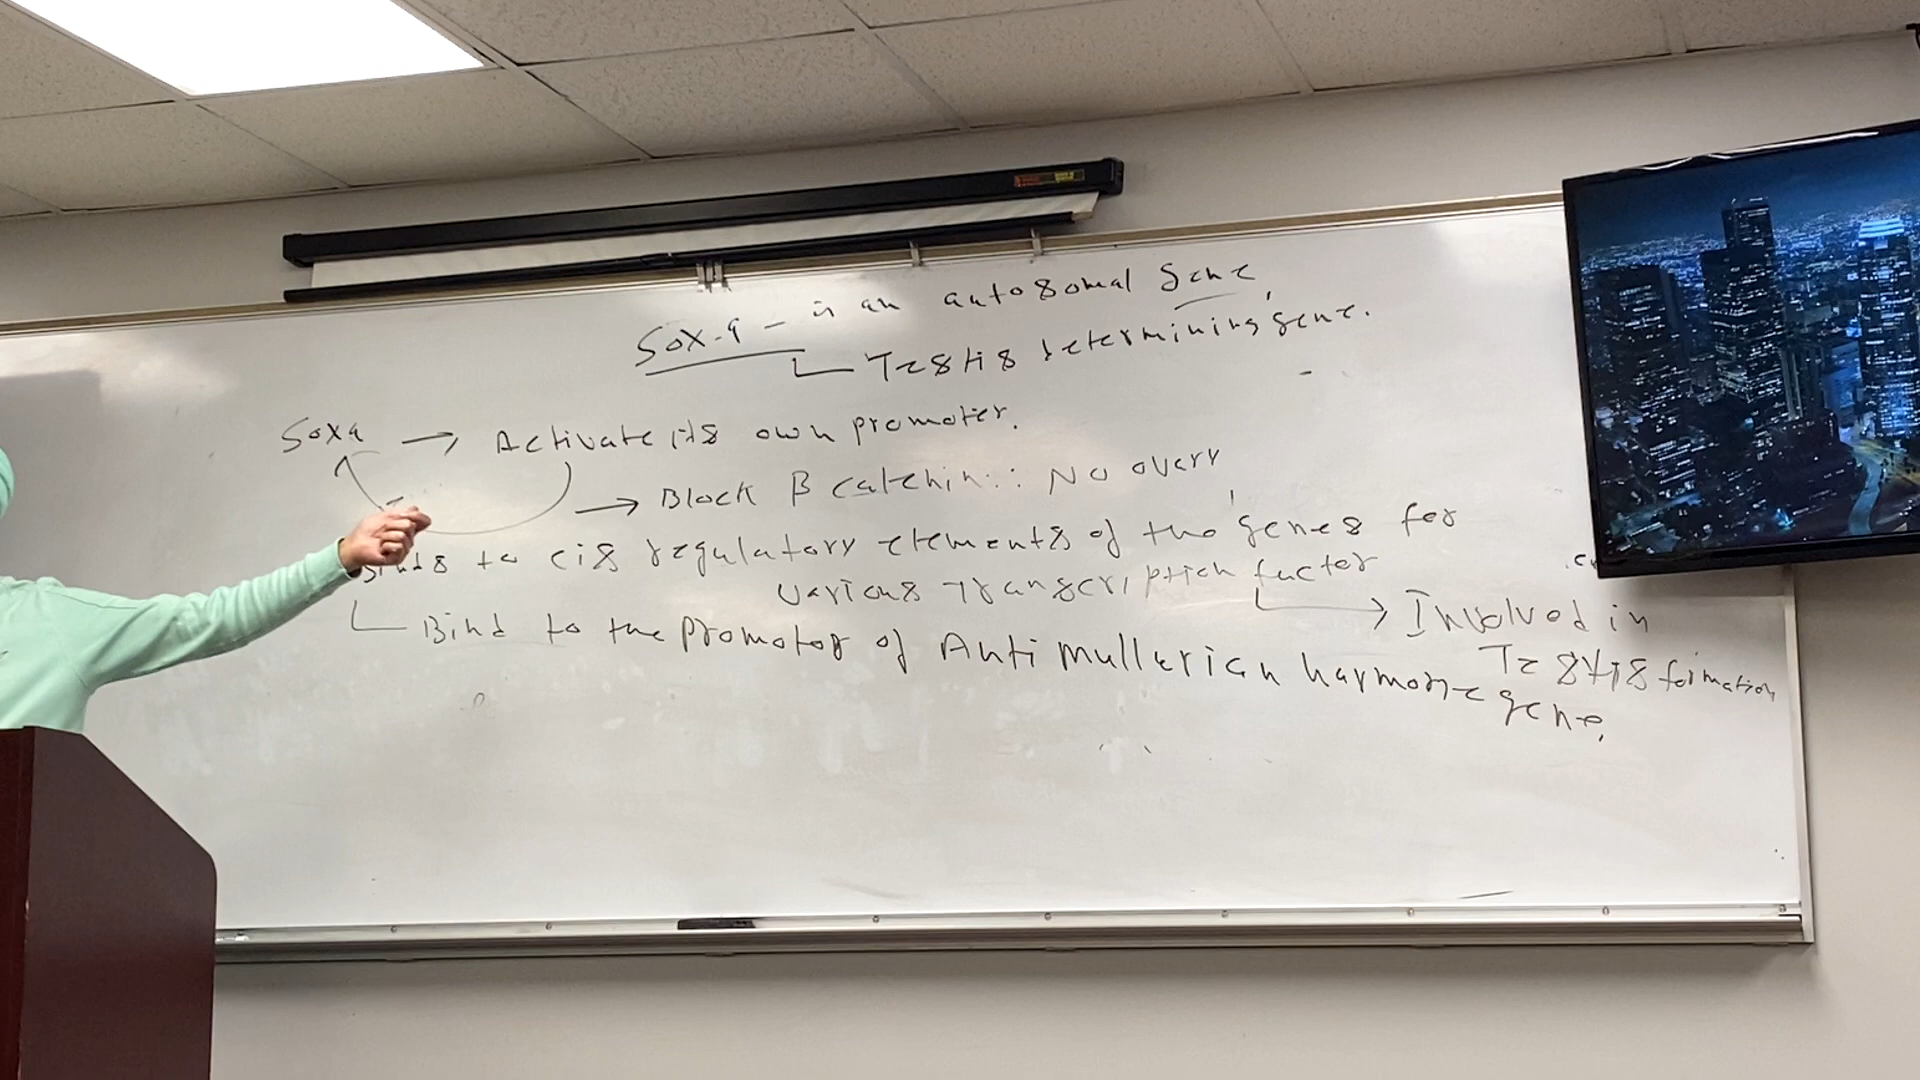 Sox-9 - is an autosomal gene,
Testis determining gene.
Sox9 → Activate its own promoter.
→ Block β catenin ∴ No ovary
Binds to cis regulatory elements of the genes for
various transcription factor
→ Involved in
Testis formation
Bind to the promotor of Anti mullerian harmone gene.